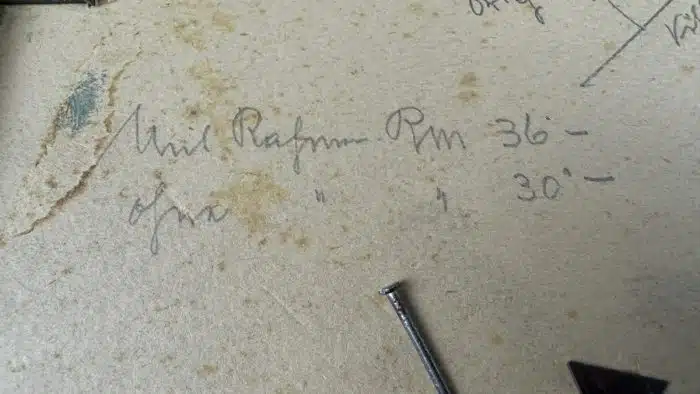 Mit Rahmen Rm 36.–
ohne " " 30.–